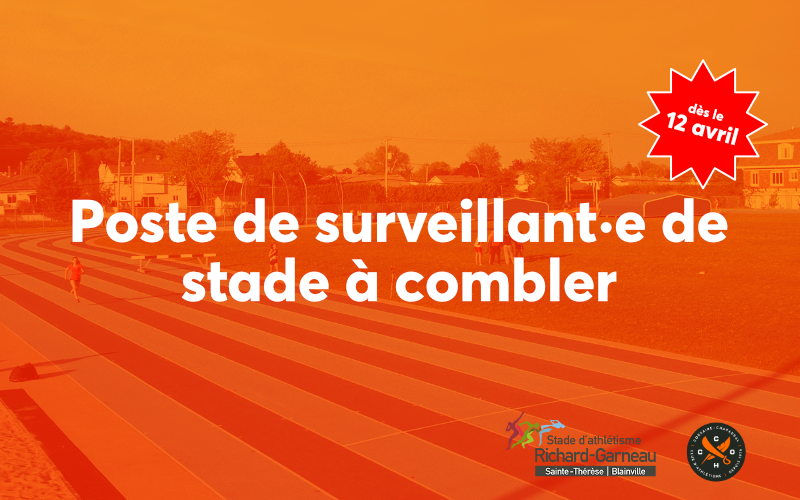 dès le
12 avril
Poste de surveillant·e de
stade à combler
Stade d'athlétisme
Richard-Garneau
Sainte-Thérèse | Blainville
C
C O
H